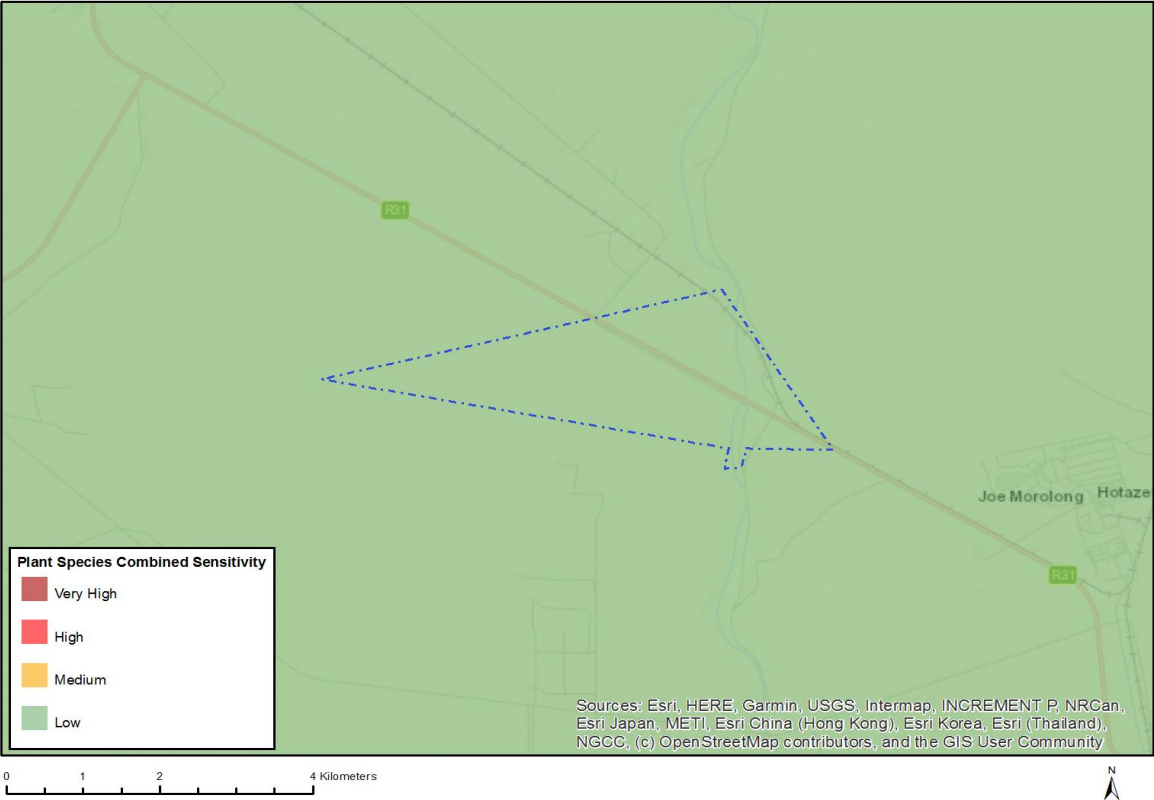 R31
Joe Morolong
Hotaze
R31
Plant Species Combined Sensitivity
Very High
High
Medium
Low
Sources: Esri, HERE, Garmin, USGS, Intermap, INCREMENT P, NRCan,
Esri Japan, METI, Esri China (Hong Kong), Esri Korea, Esri (Thailand),
NGCC, (c) OpenStreetMap contributors, and the GIS User Community
0 1 2 4 Kilometers
N